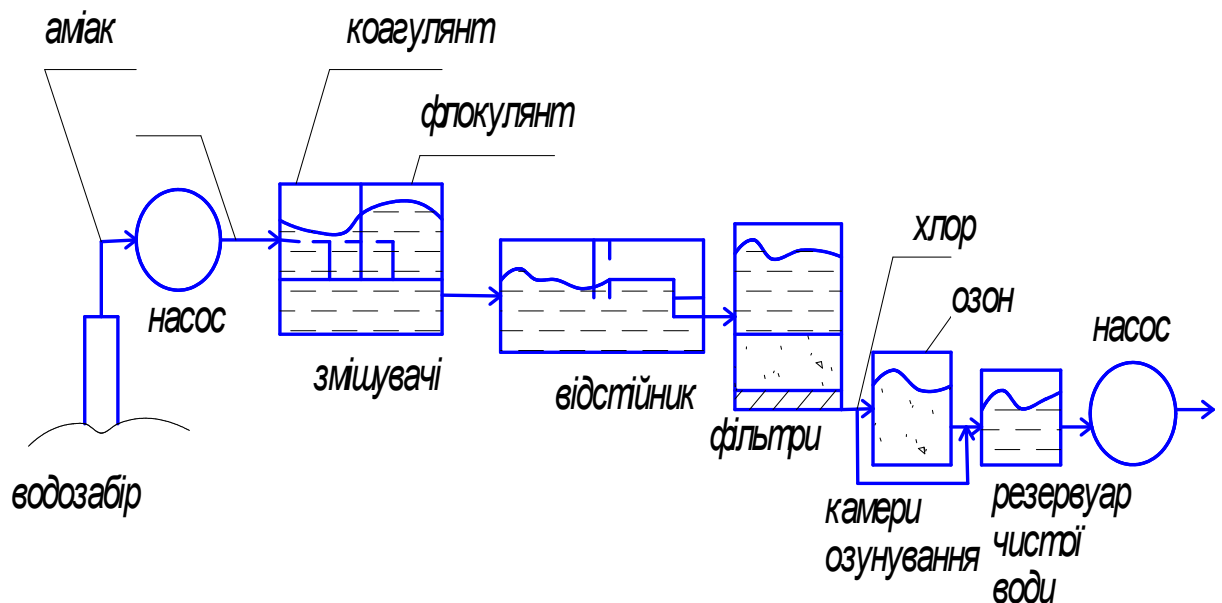 аміак
коагулянт
флокулянт
насос
змішувачі
водозабір
відстійник
фільтри
хлор
озон
насос
камери
озунування
резервуар
чистої
води